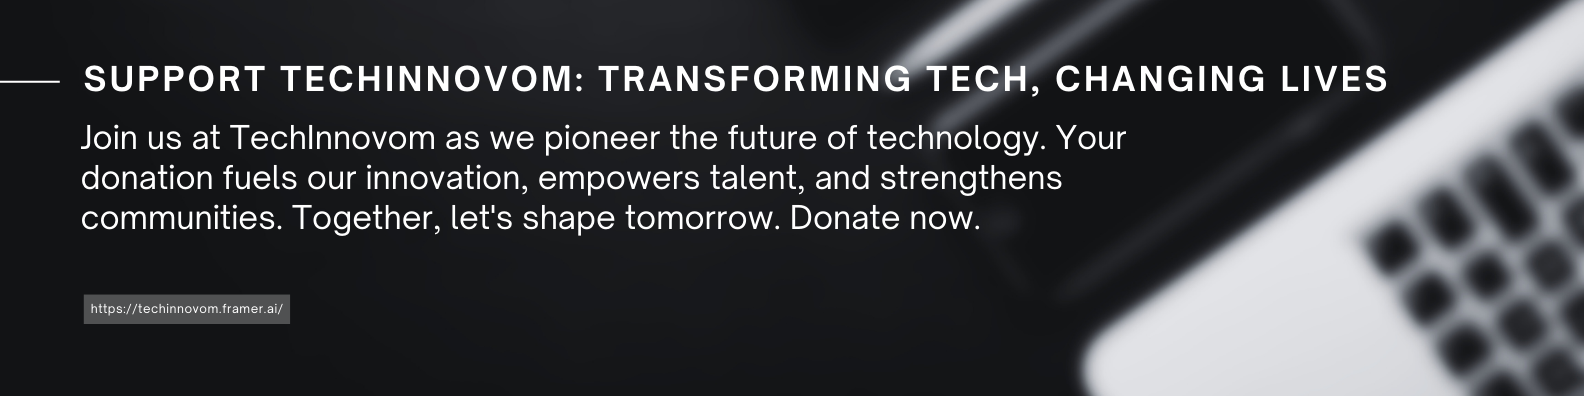 SUPPORT TECHINNOVOM: TRANSFORMING TECH, CHANGING LIVES
Join us at TechInnovom as we pioneer the future of technology. Your
donation fuels our innovation, empowers talent, and strengthens
communities. Together, let's shape tomorrow. Donate now.
https://techinnovom.framer.ai/